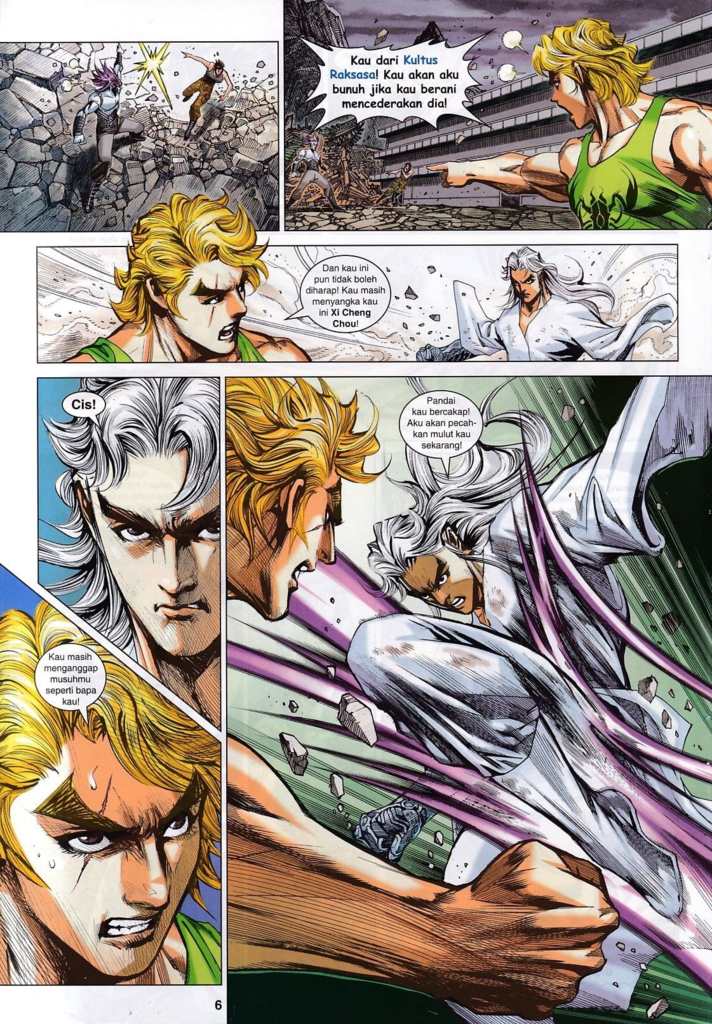 Kau dari Kultus
Raksasa! Kau akan aku
bunuh jika kau berani
mencederakan dia!
Dan kau ini
pun tidak boleh
diharap! Kau masih
menyangka kau
ini Xi Cheng
Chou!
Cis!
Pandai
kau bercakap!
Aku akan pecah-
kan mulut kau
sekarang!
Kau masih
menganggap
musuhmu
seperti bapa
kau!
6